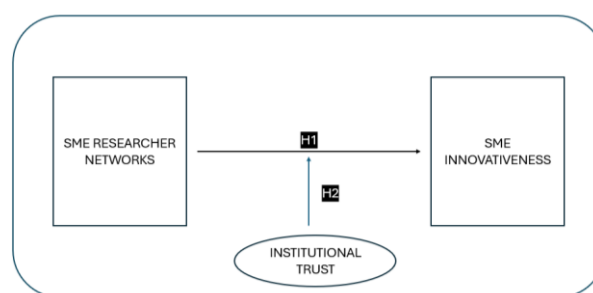 SME RESEARCHER
NETWORKS
H1
SME
INNOVATIVENESS
H2
INSTITUTIONAL
TRUST